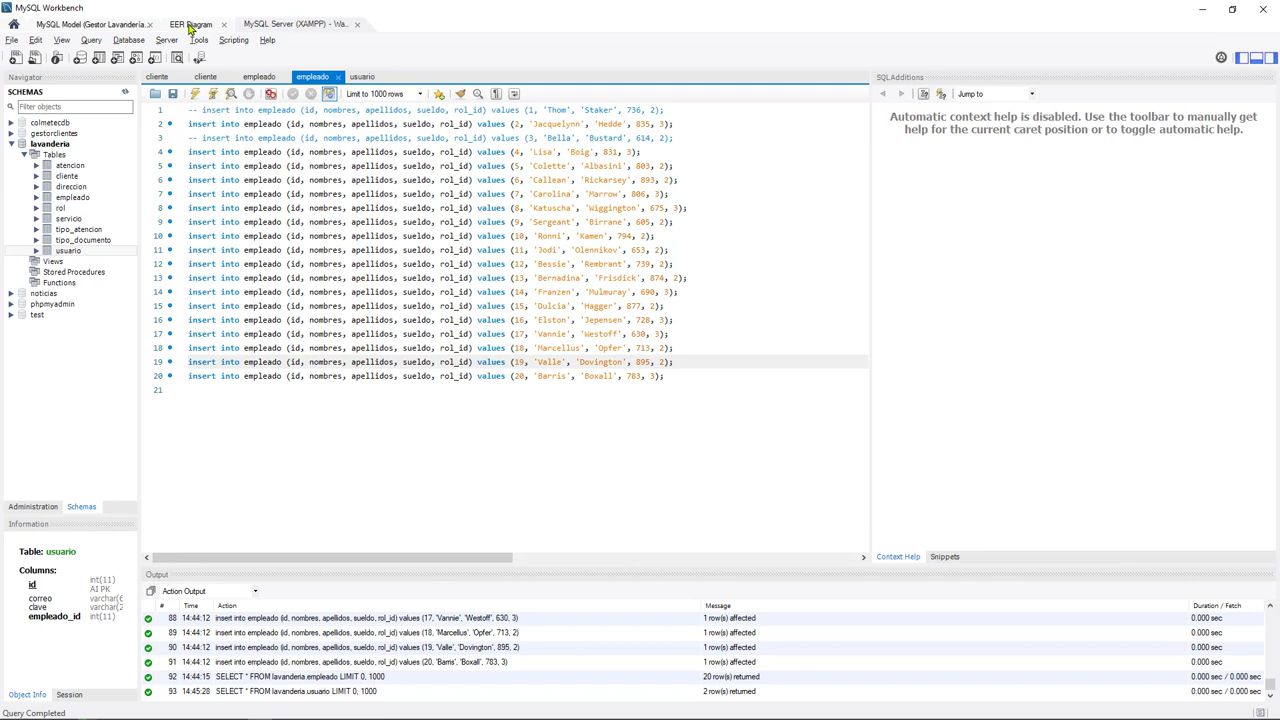 MySQL Workbench
MySQL Model (Gestor Lavandería...
EER Diagram
MySQL Server (XAMPP) - Wa...
File Edit View Query Database Server Tools Scripting Help
Navigator
SCHEMAS
Filter objects
colmetecdb
gestorclientes
lavanderia
Tables
atencion
cliente
direccion
empleado
rol
servicio
tipo_atencion
tipo_documento
usuario
Views
Stored Procedures
Functions
noticias
phpmyadmin
test
Administration Schemas
Information
Table: usuario
Columns:
id int(11)
AI PK
correo varchar(6
clave varchar(2
empleado_id int(11)
Object Info Session
Query Completed
cliente cliente empleado empleado usuario
Limit to 1000 rows
1 -- insert into empleado (id, nombres, apellidos, sueldo, rol_id) values (1, 'Thom', 'Staker', 736, 2);
2 insert into empleado (id, nombres, apellidos, sueldo, rol_id) values (2, 'Jacquelynn', 'Hedde', 835, 3);
3 -- insert into empleado (id, nombres, apellidos, sueldo, rol_id) values (3, 'Bella', 'Bustard', 614, 2);
4 insert into empleado (id, nombres, apellidos, sueldo, rol_id) values (4, 'Lisa', 'Boig', 831, 3);
5 insert into empleado (id, nombres, apellidos, sueldo, rol_id) values (5, 'Colette', 'Albasini', 803, 2);
6 insert into empleado (id, nombres, apellidos, sueldo, rol_id) values (6, 'Callean', 'Rickarsey', 893, 2);
7 insert into empleado (id, nombres, apellidos, sueldo, rol_id) values (7, 'Carolina', 'Marrow', 806, 3);
8 insert into empleado (id, nombres, apellidos, sueldo, rol_id) values (8, 'Katuscha', 'Wiggington', 675, 3);
9 insert into empleado (id, nombres, apellidos, sueldo, rol_id) values (9, 'Sergeant', 'Birrane', 605, 2);
10 insert into empleado (id, nombres, apellidos, sueldo, rol_id) values (10, 'Ronni', 'Kamen', 794, 2);
11 insert into empleado (id, nombres, apellidos, sueldo, rol_id) values (11, 'Jodi', 'Olennikov', 653, 2);
12 insert into empleado (id, nombres, apellidos, sueldo, rol_id) values (12, 'Bessie', 'Rembrant', 739, 2);
13 insert into empleado (id, nombres, apellidos, sueldo, rol_id) values (13, 'Bernadina', 'Frisdick', 874, 2);
14 insert into empleado (id, nombres, apellidos, sueldo, rol_id) values (14, 'Franzen', 'Mulmuray', 690, 3);
15 insert into empleado (id, nombres, apellidos, sueldo, rol_id) values (15, 'Dulcia', 'Hagger', 877, 2);
16 insert into empleado (id, nombres, apellidos, sueldo, rol_id) values (16, 'Elston', 'Jepensen', 728, 3);
17 insert into empleado (id, nombres, apellidos, sueldo, rol_id) values (17, 'Vannie', 'Westoff', 630, 3);
18 insert into empleado (id, nombres, apellidos, sueldo, rol_id) values (18, 'Marcellus', 'Opfer', 713, 2);
19 insert into empleado (id, nombres, apellidos, sueldo, rol_id) values (19, 'Valle', 'Dovington', 895, 2);
20 insert into empleado (id, nombres, apellidos, sueldo, rol_id) values (20, 'Barris', 'Boxall', 783, 3);
21
SQLAdditions
Jump to
Automatic context help is disabled. Use the toolbar to manually get
help for the current caret position or to toggle automatic help.
Context Help Snippets
Output
Action Output
# Time Action Message Duration / Fetch
88 14:44:12 insert into empleado (id, nombres, apellidos, sueldo, rol_id) values (17, 'Vannie', 'Westoff', 630, 3) 1 row(s) affected 0.000 sec
89 14:44:12 insert into empleado (id, nombres, apellidos, sueldo, rol_id) values (18, 'Marcellus', 'Opfer', 713, 2) 1 row(s) affected 0.000 sec
90 14:44:12 insert into empleado (id, nombres, apellidos, sueldo, rol_id) values (19, 'Valle', 'Dovington', 895, 2) 1 row(s) affected 0.000 sec
91 14:44:12 insert into empleado (id, nombres, apellidos, sueldo, rol_id) values (20, 'Barris', 'Boxall', 783, 3) 1 row(s) affected 0.000 sec
92 14:44:15 SELECT * FROM lavanderia.empleado LIMIT 0, 1000 20 row(s) returned 0.000 sec / 0.000 sec
93 14:45:28 SELECT * FROM lavanderia.usuario LIMIT 0, 1000 2 row(s) returned 0.000 sec / 0.000 sec